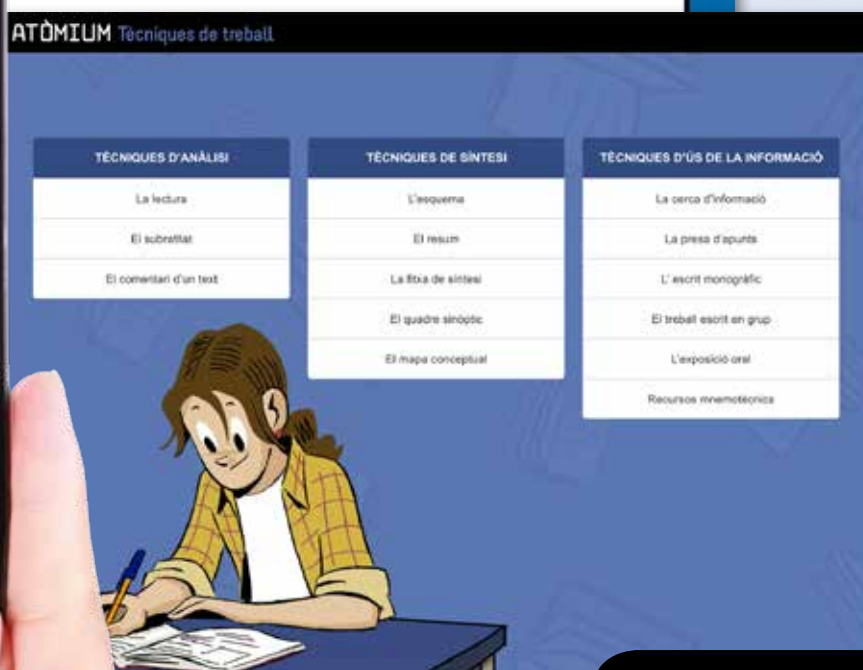 ATÒMIUM Tècniques de treball
TÈCNIQUES D'ANÀLISI
La lectura
El subratllat
El comentari d'un text
TÈCNIQUES DE SÍNTESI
L'esquema
El resum
La fitxa de síntesi
El quadre sinòptic
El mapa conceptual
TÈCNIQUES D'ÚS DE LA INFORMACIÓ
La cerca d'informació
La presa d'apunts
L' escrit monogràfic
El treball escrit en grup
L'exposició oral
Recursos mnemotècnics